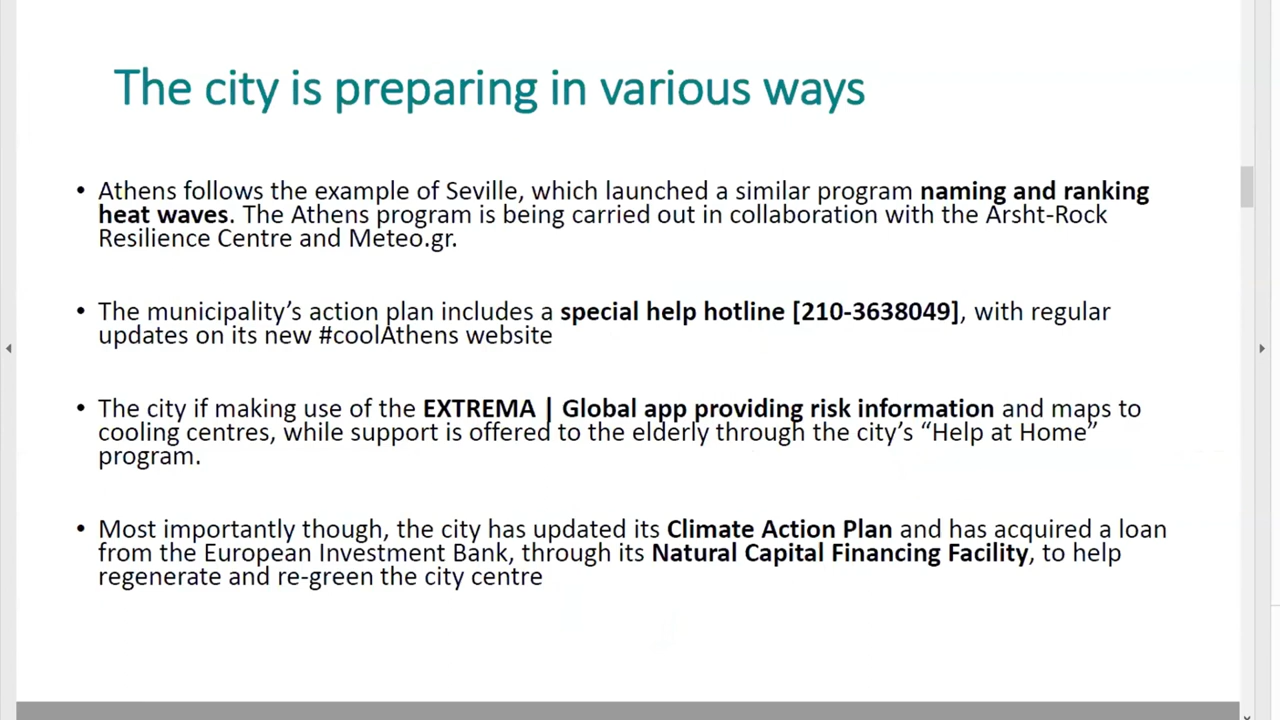 The city is preparing in various ways
• Athens follows the example of Seville, which launched a similar program naming and ranking
heat waves. The Athens program is being carried out in collaboration with the Arsht-Rock
Resilience Centre and Meteo.gr.
• The municipality’s action plan includes a special help hotline [210-3638049], with regular
updates on its new #coolAthens website
• The city if making use of the EXTREMA | Global app providing risk information and maps to
cooling centres, while support is offered to the elderly through the city’s “Help at Home”
program.
• Most importantly though, the city has updated its Climate Action Plan and has acquired a loan
from the European Investment Bank, through its Natural Capital Financing Facility, to help
regenerate and re-green the city centre